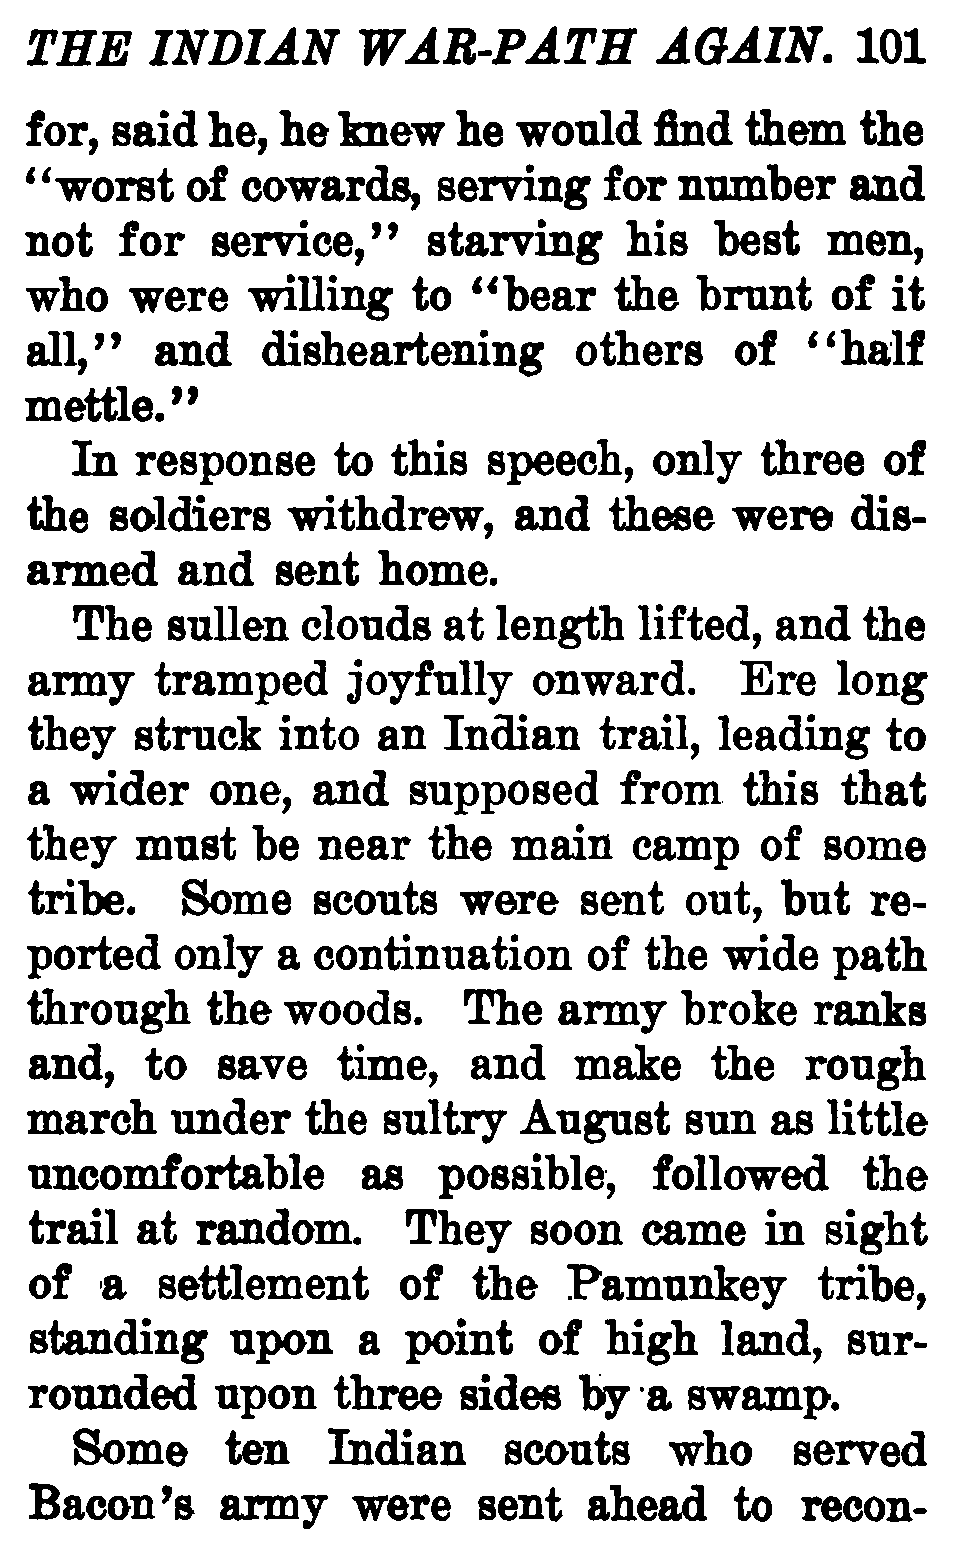 THE INDIAN WAR-PATH AGAIN. 101
for, said he, he knew he would find them the
“worst of cowards, serving for number and
not for service,” starving his best men,
who were willing to “bear the brunt of it
all,” and disheartening others of “half
mettle.”
In response to this speech, only three of
the soldiers withdrew, and these were dis-
armed and sent home.
The sullen clouds at length lifted, and the
army tramped joyfully onward. Ere long
they struck into an Indian trail, leading to
a wider one, and supposed from this that
they must be near the main camp of some
tribe. Some scouts were sent out, but re-
ported only a continuation of the wide path
through the woods. The army broke ranks
and, to save time, and make the rough
march under the sultry August sun as little
uncomfortable as possible, followed the
trail at random. They soon came in sight
of a settlement of the Pamunkey tribe,
standing upon a point of high land, sur-
rounded upon three sides by a swamp.
Some ten Indian scouts who served
Bacon's army were sent ahead to recon-